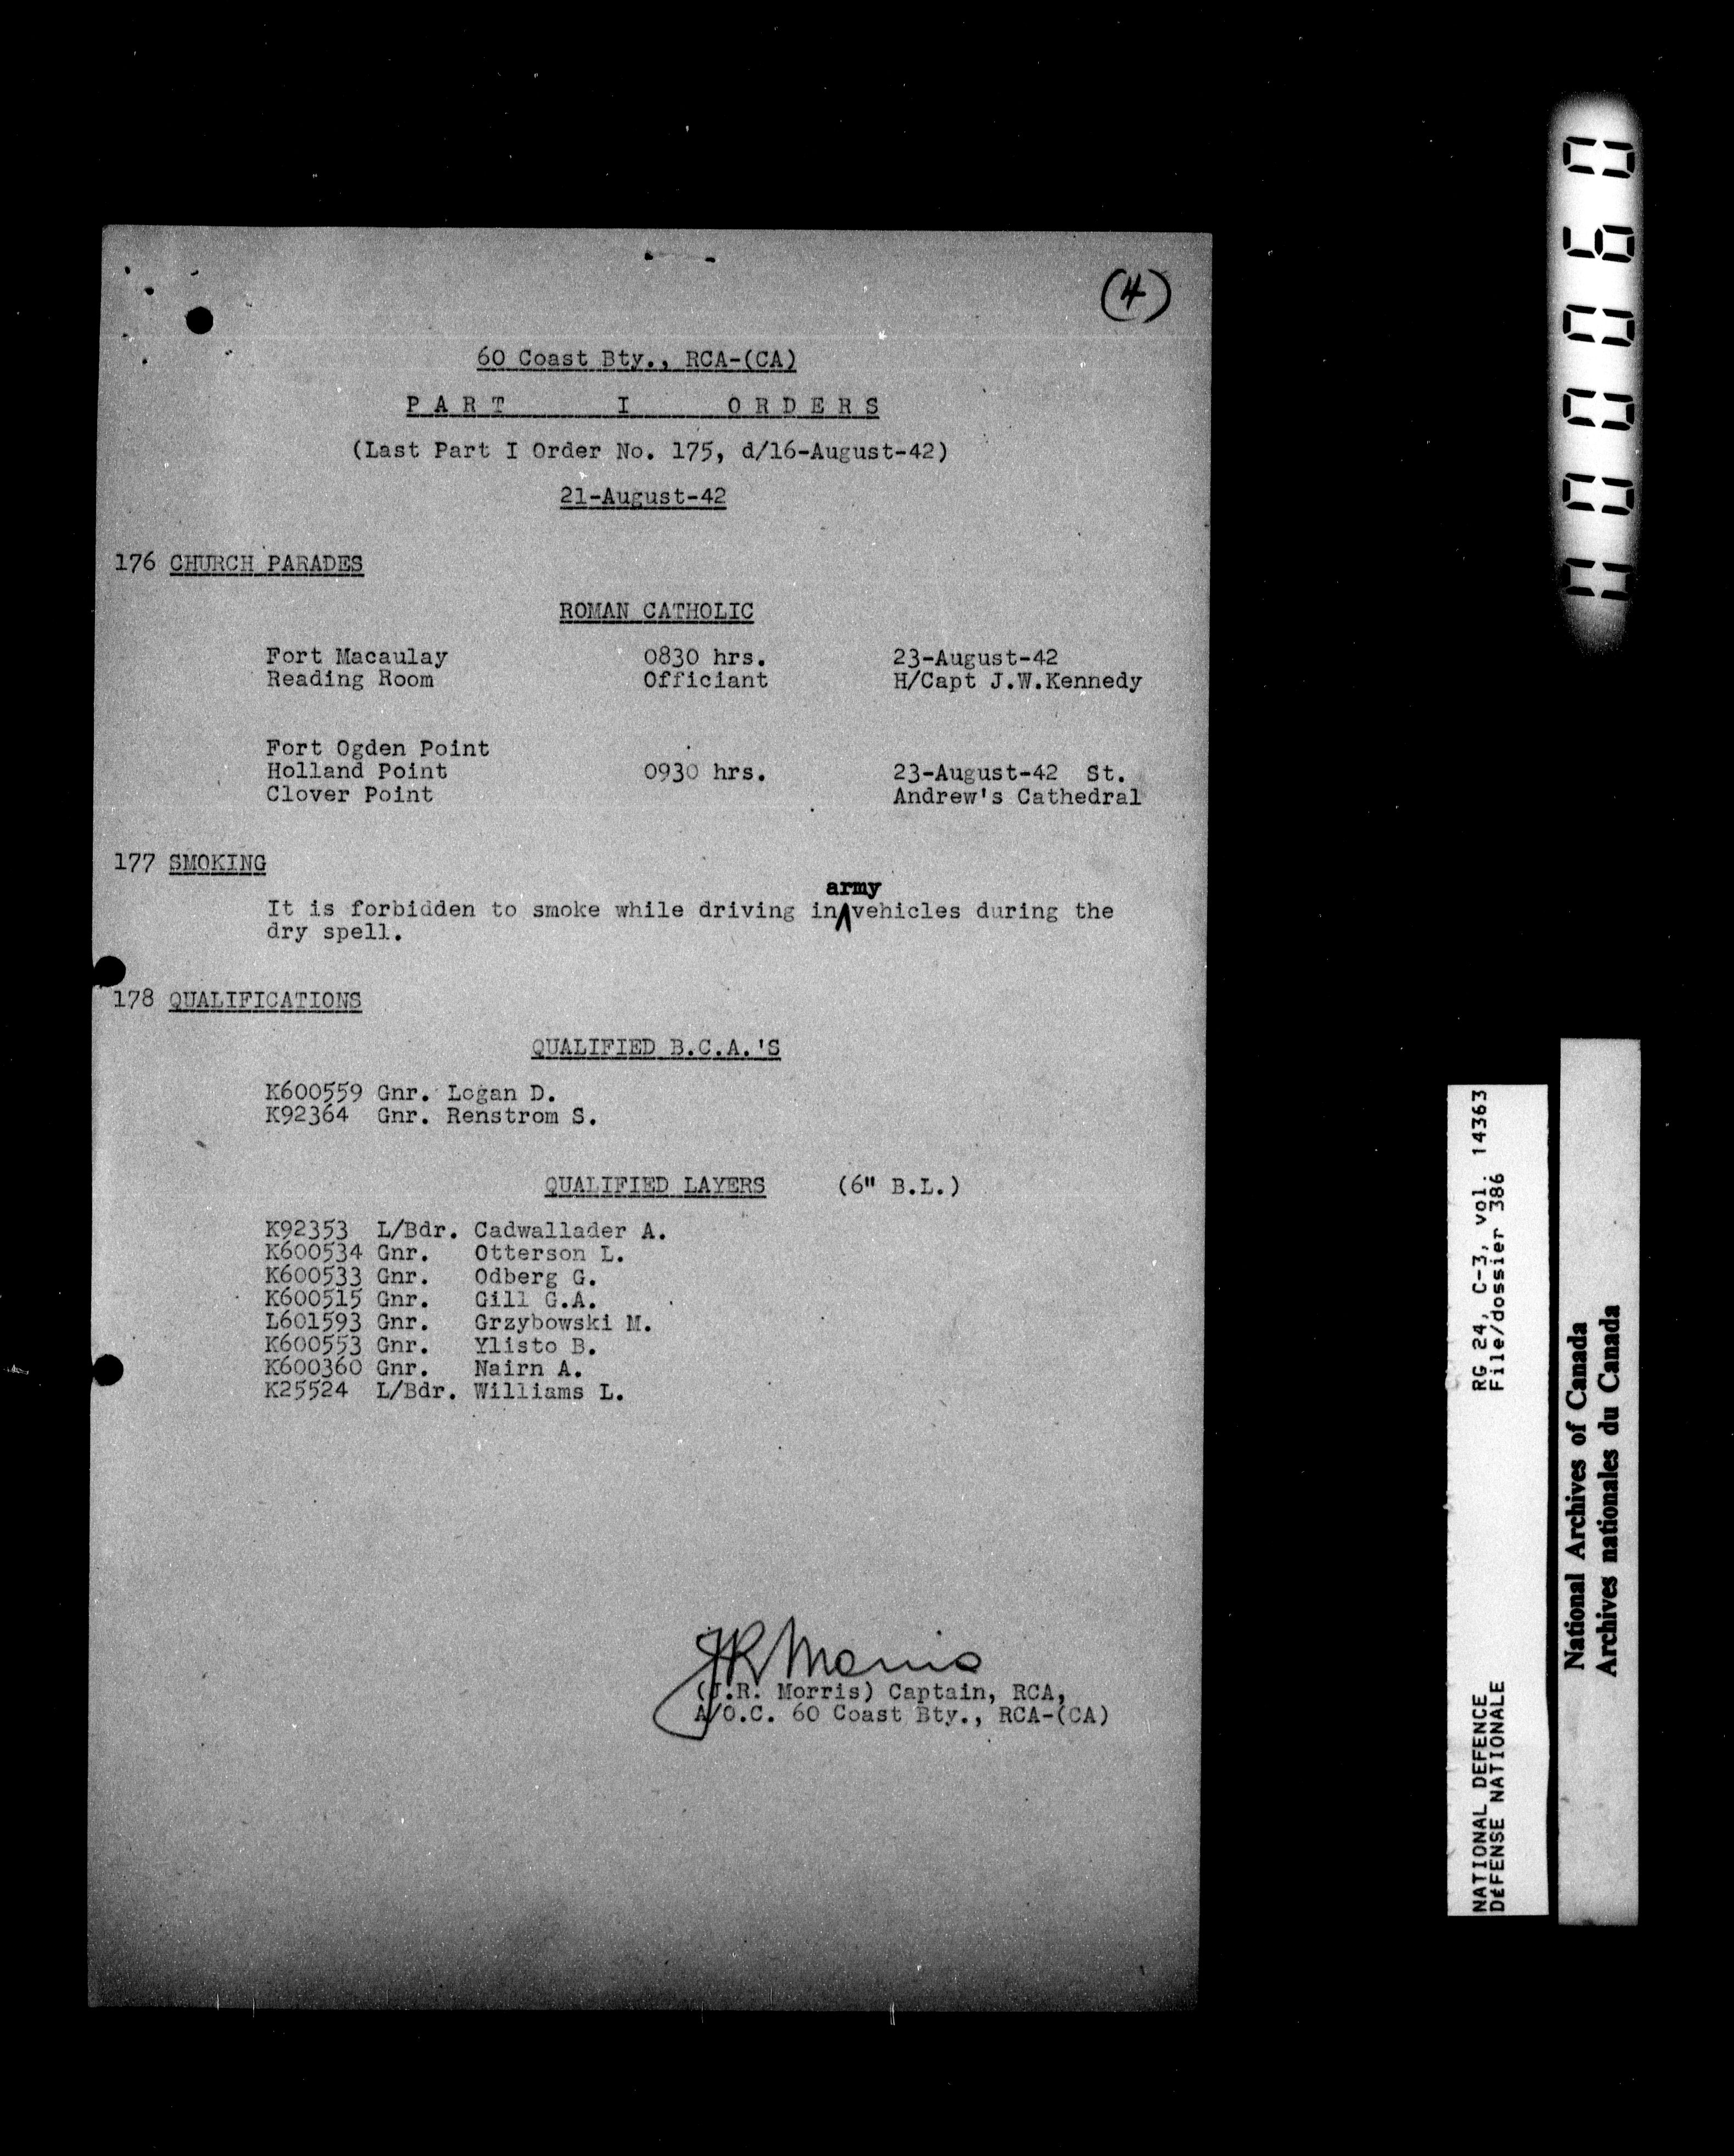 (4)
60 Coast Bty., RCA-(CA)
PART I ORDERS
(Last Part I Order No. 175, d/16-August-42)
21-August-42
176 CHURCH PARADES
ROMAN CATHOLIC
Fort Macaulay 0830 hrs. 23-August-42
Reading Room Officiant H/Capt J.W.Kennedy
Fort Ogden Point
Holland Point 0930 hrs. 23-August-42 St.
Clover Point Andrew's Cathedral
177 SMOKING
army
It is forbidden to smoke while driving in vehicles during the
dry spell.
178 QUALIFICATIONS
QUALIFIED B.C.A.'S
K600559 Gnr. Logan D.
K92364 Gnr. Renstrom S.
QUALIFIED LAYERS (6" B.L.)
K92353 L/Bdr. Cadwallader A.
K600534 Gnr. Otterson L.
K600533 Gnr. Odberg G.
K600515 Gnr. Gill G.A.
L601593 Gnr. Grzybowski M.
K600553 Gnr. Ylisto B.
K600360 Gnr. Nairn A.
K25524 L/Bdr. Williams L.
JR Morris
(J.R. Morris) Captain, RCA,
A/O.C. 60 Coast Bty., RCA-(CA)
NATIONAL DEFENCE RG 24, C-3, vol. 14363
DÉFENSE NATIONALE File/dossier 386
National Archives of Canada
Archives nationales du Canada